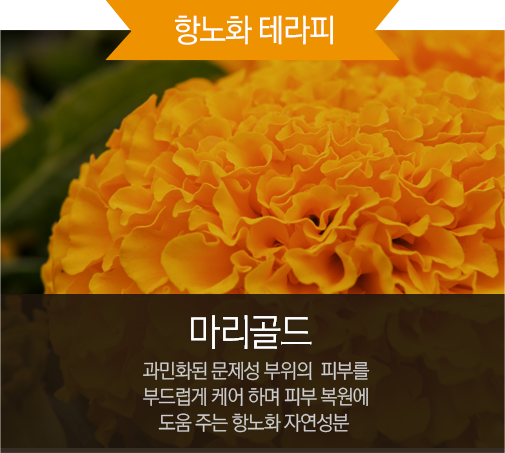 항노화 테라피
마리골드
과민화된 문제성 부위의 피부를
부드럽게 케어 하며 피부 복원에
도움 주는 항노화 자연성분